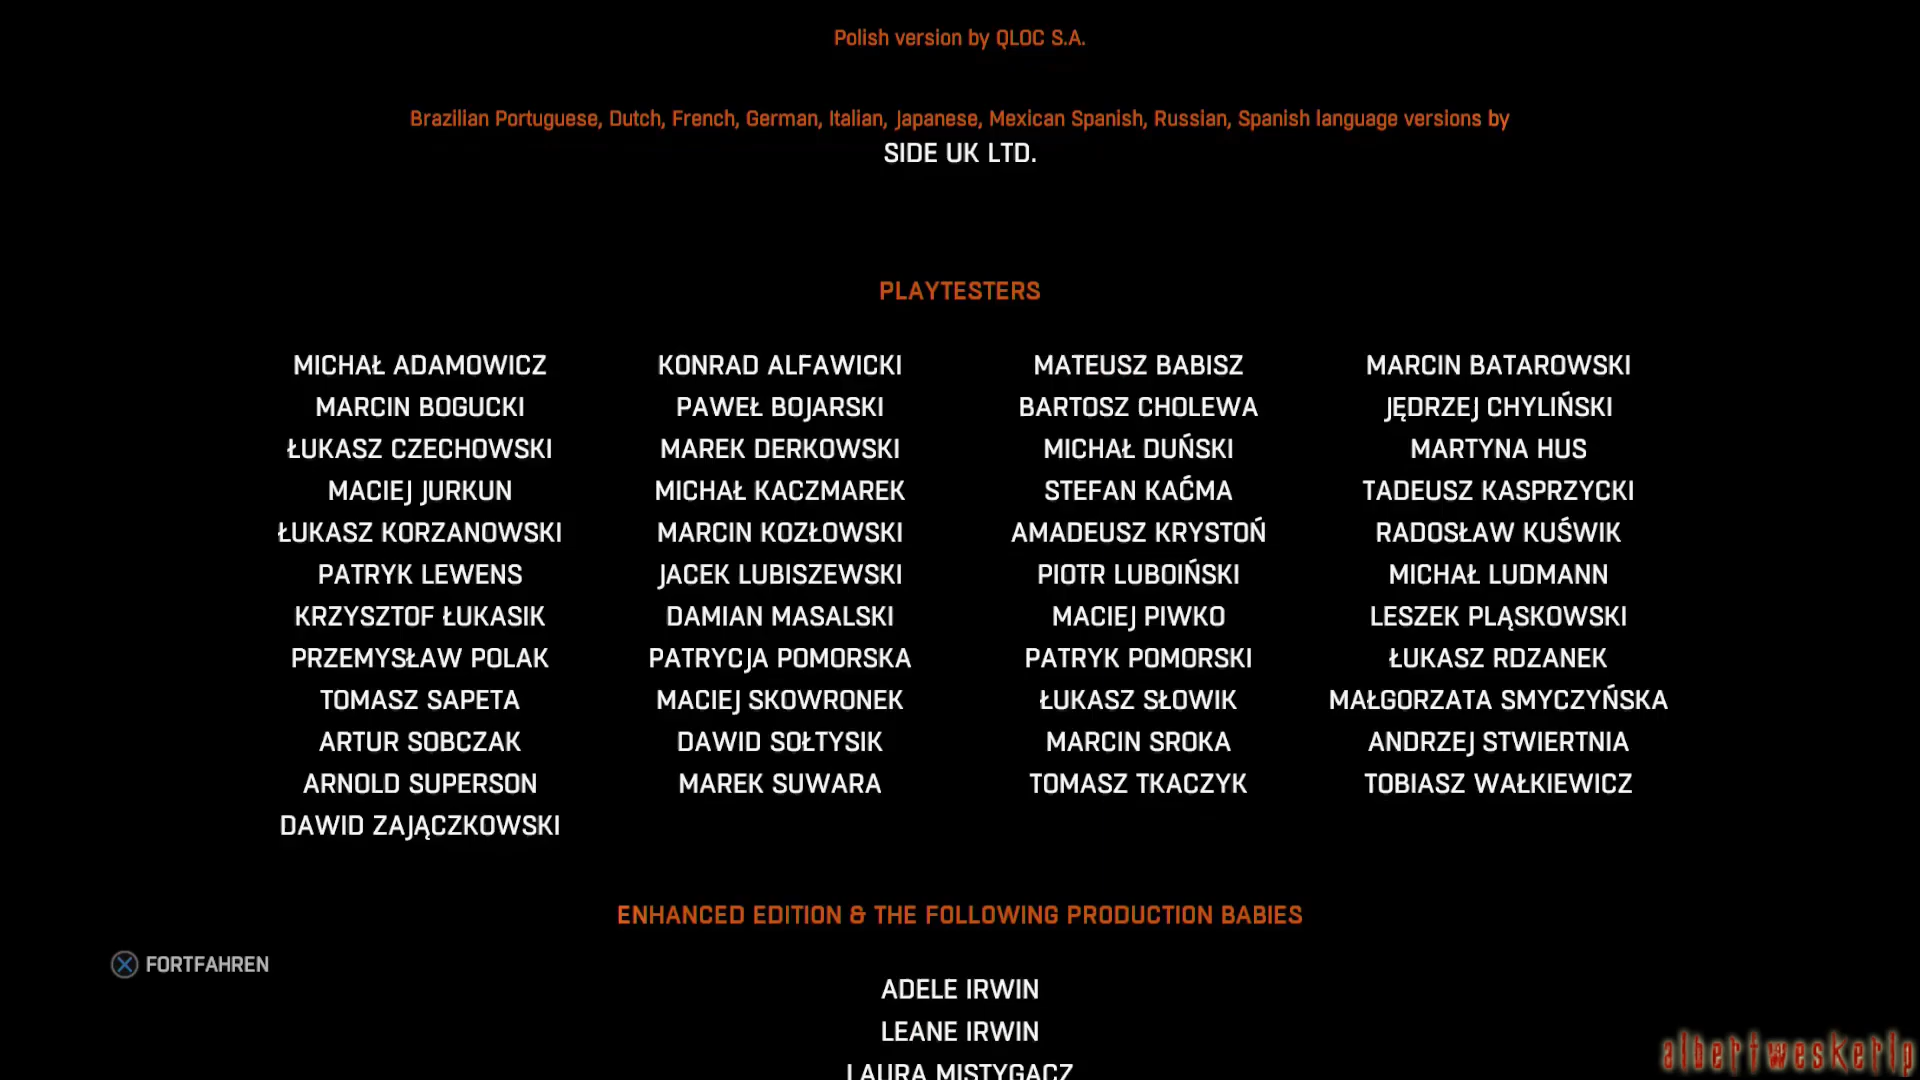 Polish version by QLOC S.A.
Brazilian Portuguese, Dutch, French, German, Italian, Japanese, Mexican Spanish, Russian, Spanish language versions by
SIDE UK LTD.
PLAYTESTERS
MICHAŁ ADAMOWICZ KONRAD ALFAWICKI MATEUSZ BABISZ MARCIN BATAROWSKI
MARCIN BOGUCKI PAWEŁ BOJARSKI BARTOSZ CHOLEWA JĘDRZEJ CHYLIŃSKI
ŁUKASZ CZECHOWSKI MAREK DERKOWSKI MICHAŁ DUŃSKI MARTYNA HUS
MACIEJ JURKUN MICHAŁ KACZMAREK STEFAN KAĆMA TADEUSZ KASPRZYCKI
ŁUKASZ KORZANOWSKI MARCIN KOZŁOWSKI AMADEUSZ KRYSTOŃ RADOSŁAW KUŚWIK
PATRYK LEWENS JACEK LUBISZEWSKI PIOTR LUBOIŃSKI MICHAŁ LUDMANN
KRZYSZTOF ŁUKASIK DAMIAN MASALSKI MACIEJ PIWKO LESZEK PLĄSKOWSKI
PRZEMYSŁAW POLAK PATRYCJA POMORSKA PATRYK POMORSKI ŁUKASZ RDZANEK
TOMASZ SAPETA MACIEJ SKOWRONEK ŁUKASZ SŁOWIK MAŁGORZATA SMYCZYŃSKA
ARTUR SOBCZAK DAWID SOŁTYSIK MARCIN SROKA ANDRZEJ STWIERTNIA
ARNOLD SUPERSON MAREK SUWARA TOMASZ TKACZYK TOBIASZ WAŁKIEWICZ
DAWID ZAJĄCZKOWSKI
ENHANCED EDITION & THE FOLLOWING PRODUCTION BABIES
FORTFAHREN
ADELE IRWIN
LEANE IRWIN
LAURA MISTYGACZ
albertweskerlp